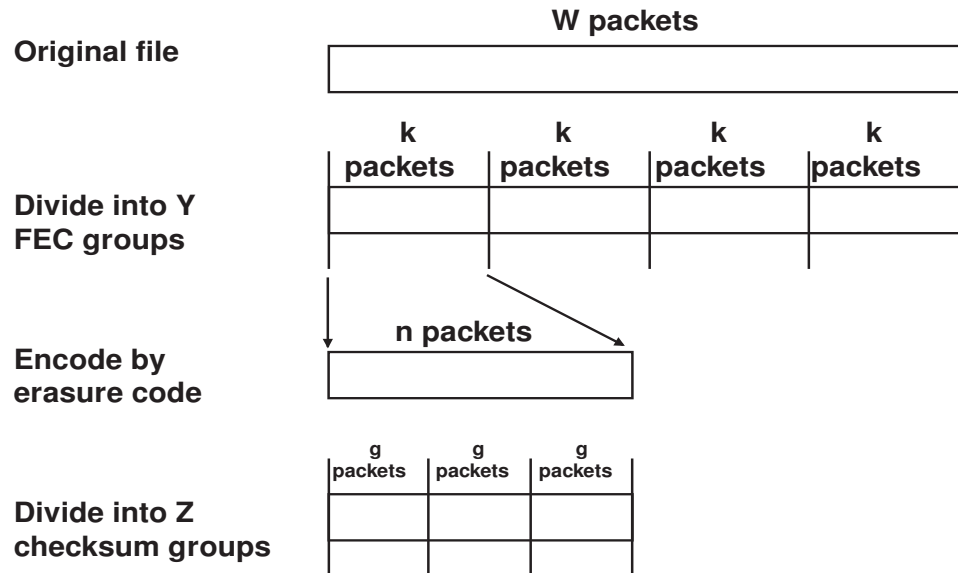 W packets
Original file
k packets
k packets
k packets
k packets
Divide into Y
FEC groups
n packets
Encode by
erasure code
g packets
g packets
g packets
Divide into Z
checksum groups